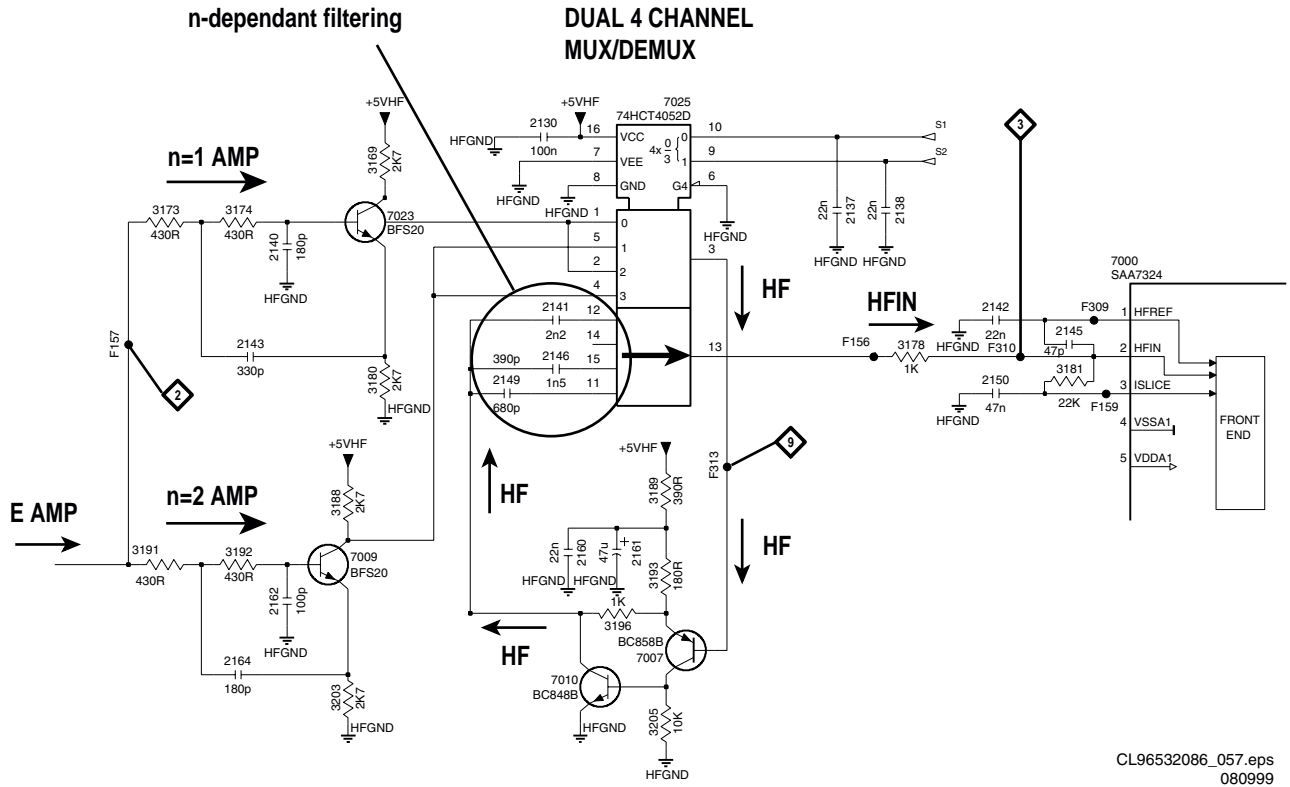 n-dependant filtering
DUAL 4 CHANNEL
MUX/DEMUX
+5VHF
3169
2K7
n=1 AMP
3173
430R
3174
430R
2140
180p
HFGND
7023
BFS20
2143
330p
3180
2K7
HFGND
F157
2
+5VHF
2130
100n
HFGND
HFGND
HFGND
7025
74HCT4052D
16
VCC
7
VEE
8
GND
4x
0
3
0
1
G4
10
9
6
HFGND
S1
S2
22n
2137
HFGND
22n
2138
HFGND
1
0
5
1
2
2
4
3
3
2141
2n2
12
14
390p
2146
1n5
15
2149
680p
11
13
HF
HFIN
F156
3178
1K
3
F310
HFGND
2142
22n
2145
47p
F309
3181
22K
HFGND
2150
47n
F159
7000
SAA7324
1
HFREF
2
HFIN
3
ISLICE
4
VSSA1
5
VDDA1
FRONT
END
E AMP
n=2 AMP
+5VHF
3188
2K7
3191
430R
3192
430R
2162
100p
HFGND
7009
BFS20
2164
180p
3203
2K7
HFGND
HF
+5VHF
3189
390R
F313
9
22n
2160
HFGND
47u
+
2161
HFGND
3193
180R
HF
1K
3196
HF
BC858B
7007
7010
BC848B
HFGND
3205
10K
HFGND
CL96532086_057.eps
080999